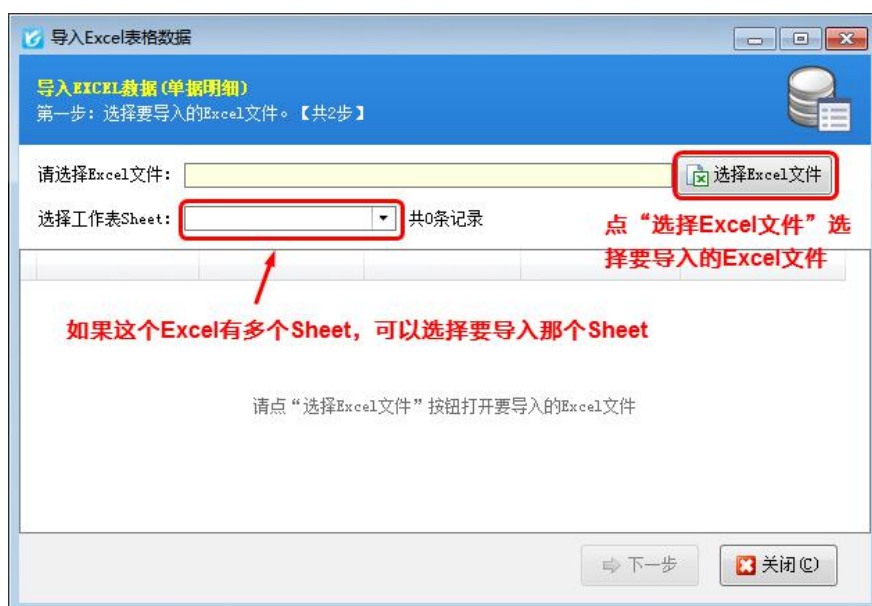 导入Excel表格数据
导入EXCEL数据(单据明细)
第一步：选择要导入的Excel文件。【共2步】
请选择Excel文件：
选择Excel文件
选择工作表Sheet：
共0条记录
点“选择Excel文件”选
择要导入的Excel文件
如果这个Excel有多个Sheet，可以选择要导入那个Sheet
请点“选择Excel文件”按钮打开要导入的Excel文件
下一步
关闭(C)